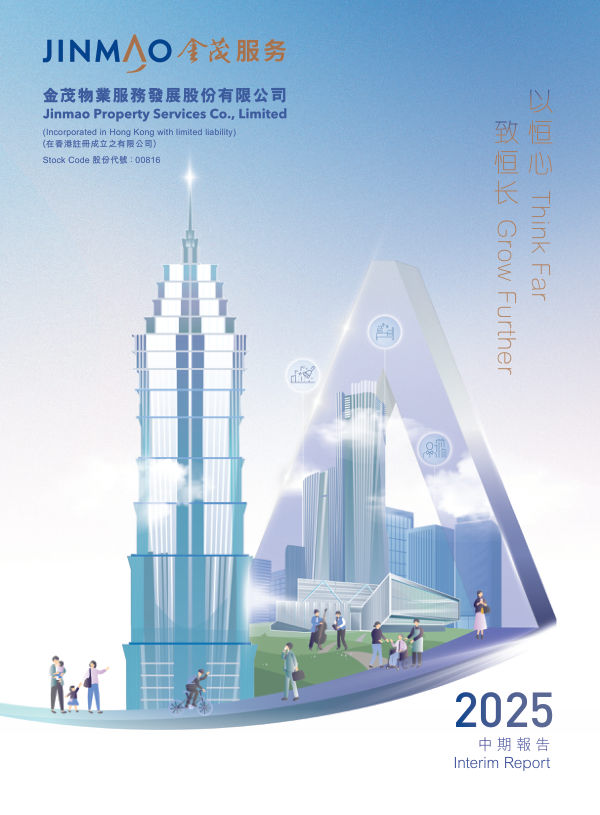 JINMAO 金茂服务
金茂物業服務發展股份有限公司
Jinmao Property Services Co., Limited
(Incorporated in Hong Kong with limited liability)
(在香港註冊成立之有限公司)
Stock Code 股份代號 : 00816
以恒心 Think Far
致恒长 Grow Further
2025
中期報告
Interim Report